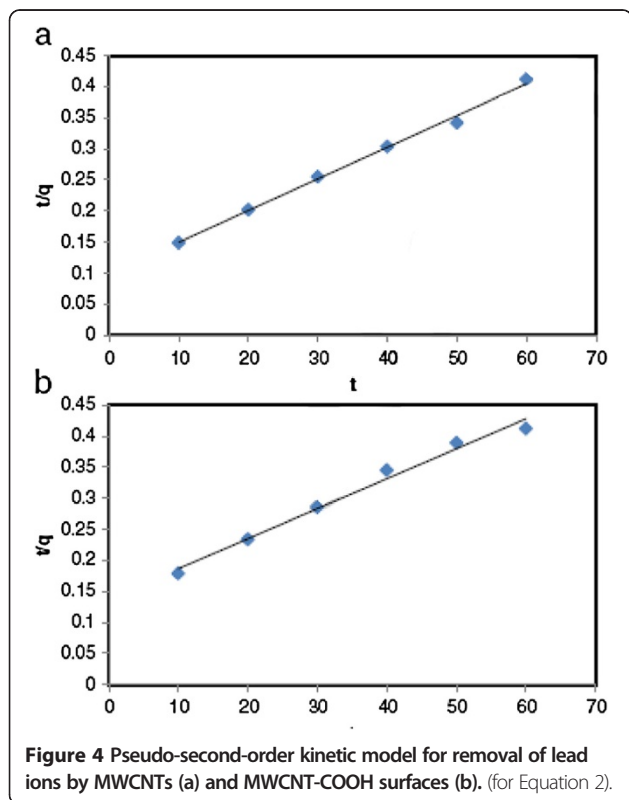 a
0.45
0.4
0.35
0.3
0.25
0.2
0.15
0.1
0.05
0
t/q
0 10 20 30 40 50 60 70
t
b
0.45
0.4
0.35
0.3
0.25
0.2
0.15
0.1
0.05
0
t/q
0 10 20 30 40 50 60 70
Figure 4 Pseudo-second-order kinetic model for removal of lead
ions by MWCNTs (a) and MWCNT-COOH surfaces (b). (for Equation 2).